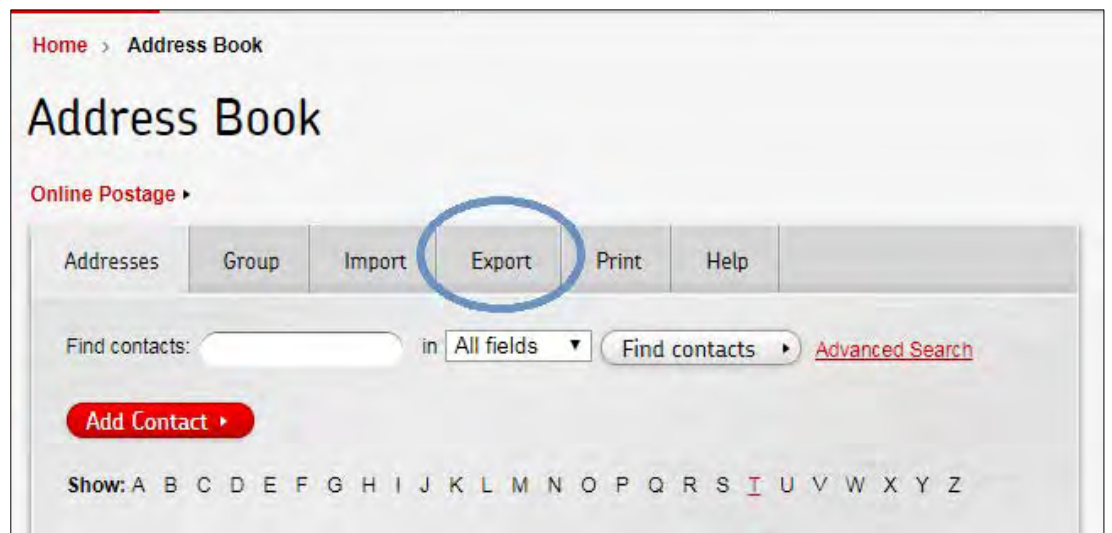 Home › Address Book
Address Book
Online Postage
Addresses Group Import Export Print Help
Find contacts: in All fields Find contacts Advanced Search
Add Contact
Show: A B C D E F G H I J K L M N O P Q R S T U V W X Y Z